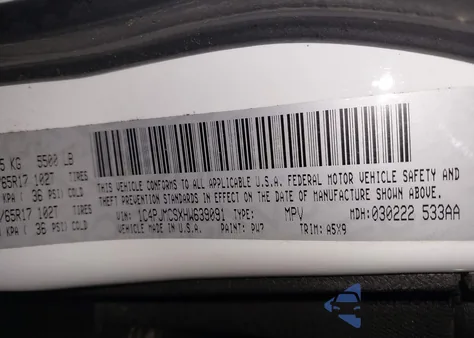 5 KG 5500 LB
/65R17 102T TIRES
KPA ( 36 PSI) COLD
/65R17 102T TIRES
KPA ( 36 PSI) COLD
THIS VEHICLE CONFORMS TO ALL APPLICABLE U.S.A. FEDERAL MOTOR VEHICLE SAFETY AND
THEFT PREVENTION STANDARDS IN EFFECT ON THE DATE OF MANUFACTURE SHOWN ABOVE.
VIN: 1C4PJMCSXHW639091 TYPE: MPV MDH: 030222 533AA
MADE IN U.S.A. PAINT: PW7 TRIM: A5X9